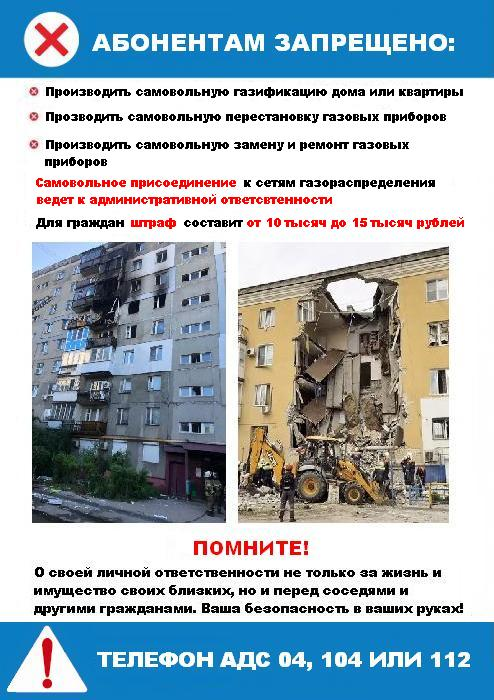 АБОНЕНТАМ ЗАПРЕЩЕНО:
Производить самовольную газификацию дома или квартиры
Прозводить самовольную перестановку газовых приборов
Производить самовольную замену и ремонт газовых
приборов
Самовольное присоединение к сетям газораспределения
ведет к административной ответсвтенности
Для граждан штраф составит от 10 тысяч до 15 тысяч рублей
ПОМНИТЕ!
О своей личной ответственности не только за жизнь и
имущество своих близких, но и перед соседями и
другими гражданами. Ваша безопасность в ваших руках!
ТЕЛЕФОН АДС 04, 104 ИЛИ 112